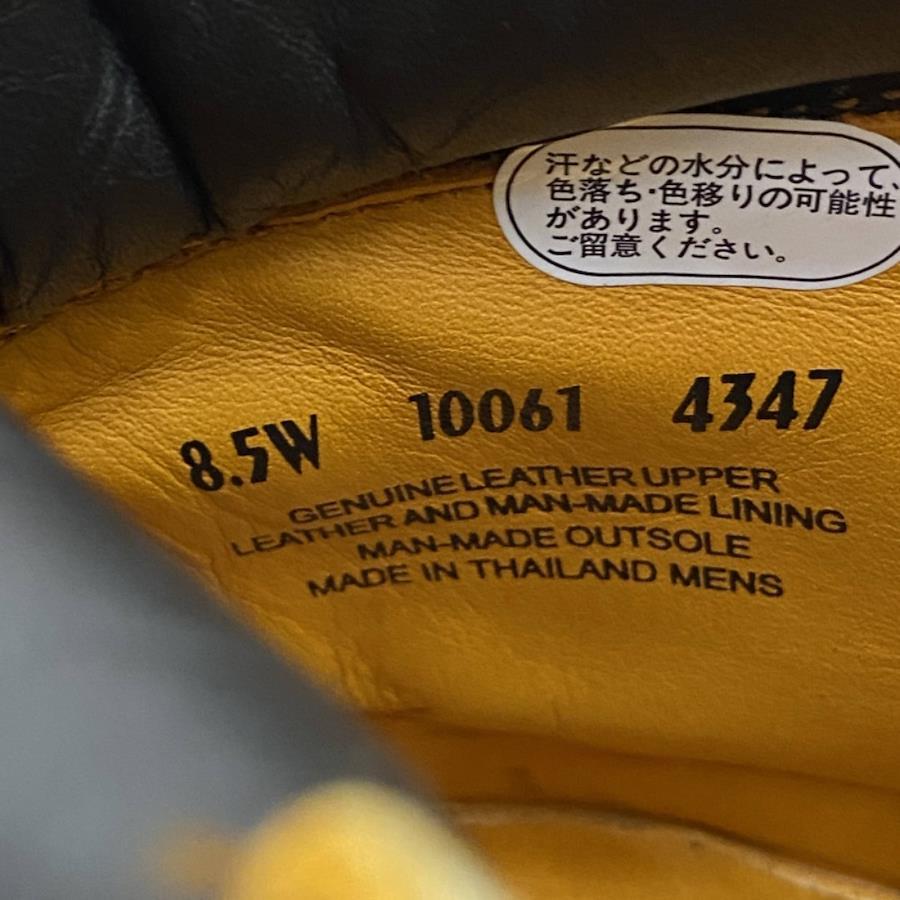 汗などの水分によって、
色落ち・色移りの可能性
があります。
ご留意ください。
8.5W 10061 4347
GENUINE LEATHER UPPER
LEATHER AND MAN-MADE LINING
MAN-MADE OUTSOLE
MADE IN THAILAND MENS